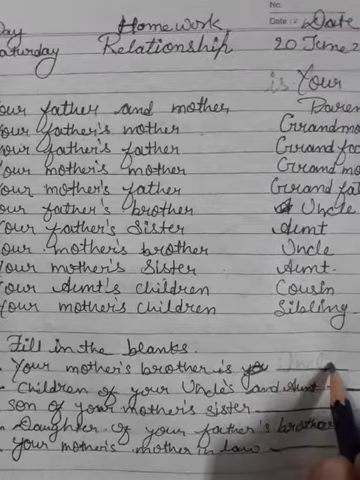 No.
Day Homework Date :- Date
aturday Relationship 20 June 2
is Your
our father and mother Paren
our father's mother Grandmo
our father's father Grand fa
Your mother's mother Grand mo
our mother's father Grand fat
our father's brother Uncle
our father's Sister Aunt
our mother's brother Uncle
our mother's Sister Aunt.
our Aunt's children Cousin
Your mother's children Sibling
Fill in the blanks.
Your mother's brother is you Uncle
Children of your Uncle's and Aunt
son of your mother's sister
Daughter of your father's brother
Your mother's mother in law